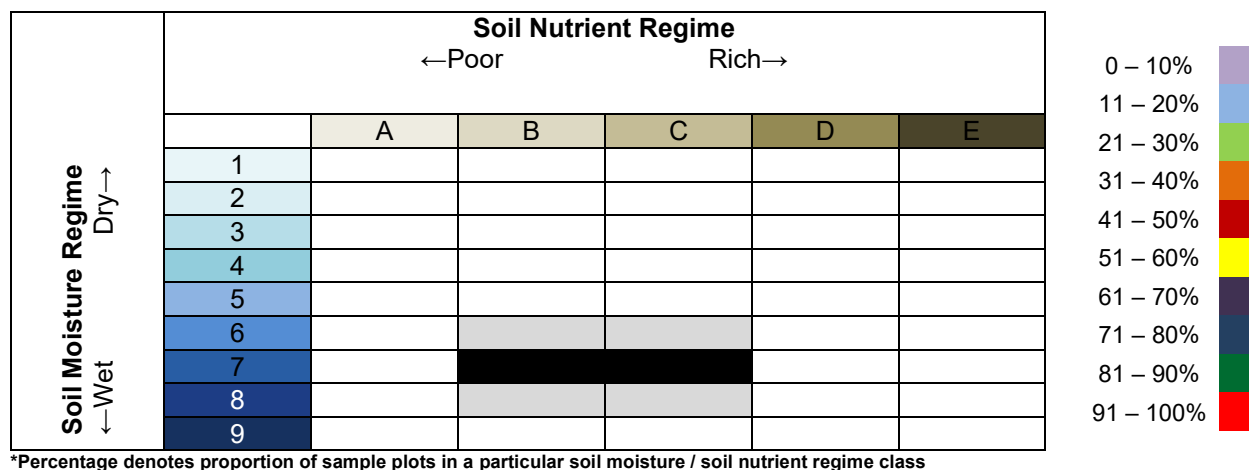 Soil Nutrient Regime
←Poor Rich→
A B C D E
Soil Moisture Regime
←Wet Dry→
1
2
3
4
5
6
7
8
9
0 – 10%
11 – 20%
21 – 30%
31 – 40%
41 – 50%
51 – 60%
61 – 70%
71 – 80%
81 – 90%
91 – 100%
*Percentage denotes proportion of sample plots in a particular soil moisture / soil nutrient regime class